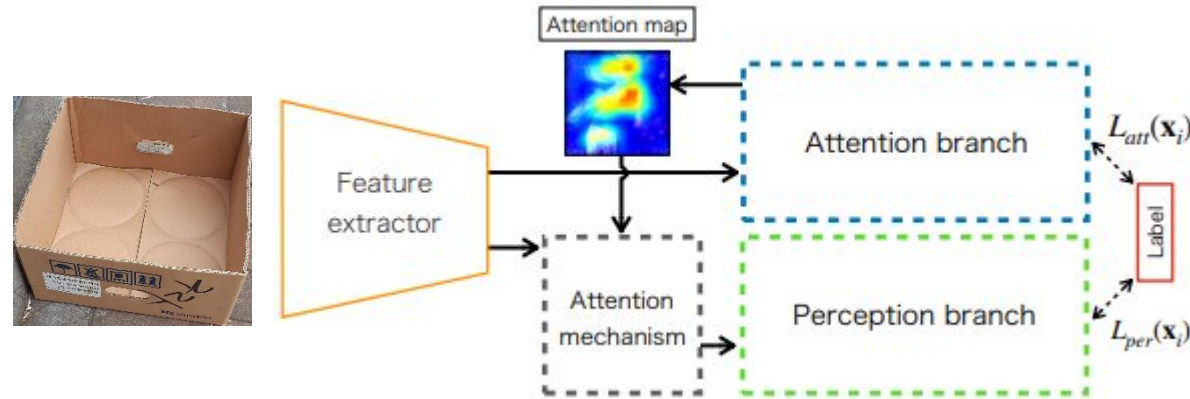 Attention map
Feature
extractor
Attention branch
Attention
mechanism
Perception branch
L_att(x_i)
Label
L_per(x_i)